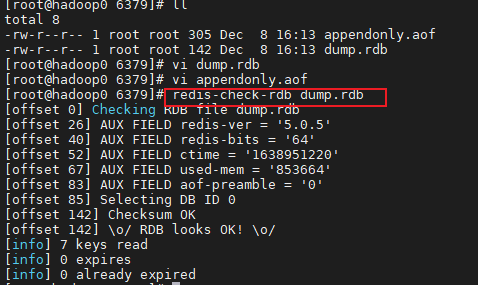 [root@hadoop0 6379]# ll
total 8
-rw-r--r-- 1 root root 305 Dec  8 16:13 appendonly.aof
-rw-r--r-- 1 root root 142 Dec  8 16:13 dump.rdb
[root@hadoop0 6379]# vi dump.rdb
[root@hadoop0 6379]# vi appendonly.aof
[root@hadoop0 6379]# redis-check-rdb dump.rdb
[offset 0] Checking RDB file dump.rdb
[offset 26] AUX FIELD redis-ver = '5.0.5'
[offset 40] AUX FIELD redis-bits = '64'
[offset 52] AUX FIELD ctime = '1638951220'
[offset 67] AUX FIELD used-mem = '853664'
[offset 83] AUX FIELD aof-preamble = '0'
[offset 85] Selecting DB ID 0
[offset 142] Checksum OK
[offset 142] \o/ RDB looks OK! \o/
[info] 7 keys read
[info] 0 expires
[info] 0 already expired